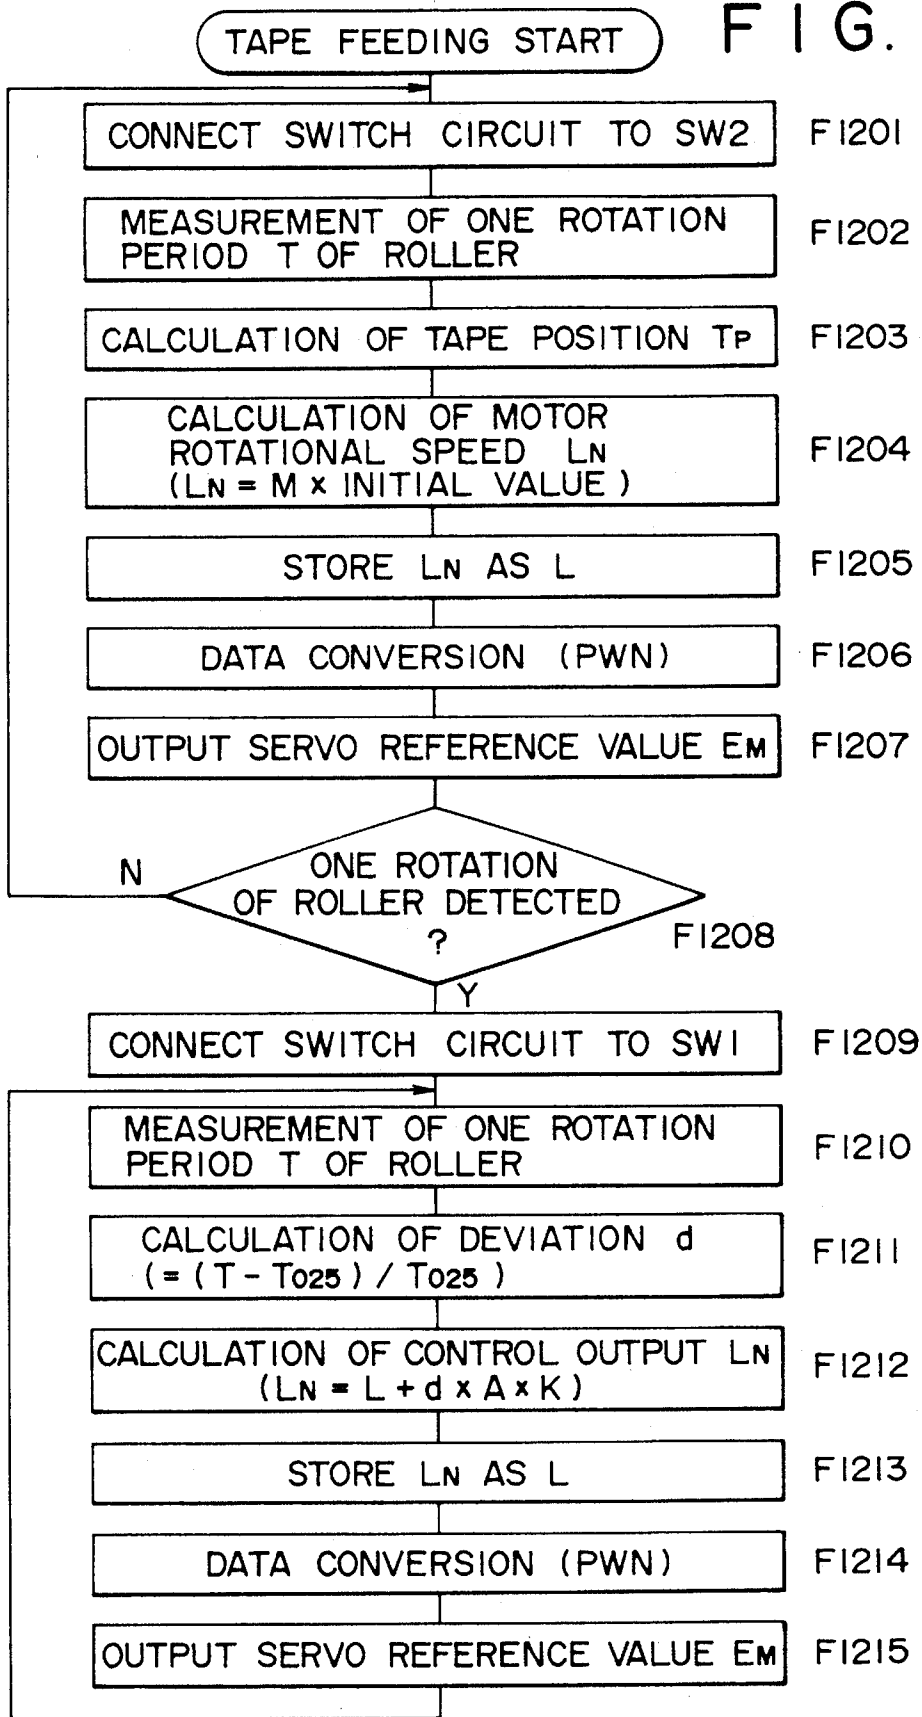 FIG.
TAPE FEEDING START
CONNECT SWITCH CIRCUIT TO SW2
F1201
MEASUREMENT OF ONE ROTATION
PERIOD T OF ROLLER
F1202
CALCULATION OF TAPE POSITION TP
F1203
CALCULATION OF MOTOR
ROTATIONAL SPEED LN
(LN = M × INITIAL VALUE)
F1204
STORE LN AS L
F1205
DATA CONVERSION (PWN)
F1206
OUTPUT SERVO REFERENCE VALUE EM
F1207
N
ONE ROTATION
OF ROLLER DETECTED
?
F1208
Y
CONNECT SWITCH CIRCUIT TO SW1
F1209
MEASUREMENT OF ONE ROTATION
PERIOD T OF ROLLER
F1210
CALCULATION OF DEVIATION d
(= (T - T025) / T025)
F1211
CALCULATION OF CONTROL OUTPUT LN
(LN = L + d × A × K)
F1212
STORE LN AS L
F1213
DATA CONVERSION (PWN)
F1214
OUTPUT SERVO REFERENCE VALUE EM
F1215